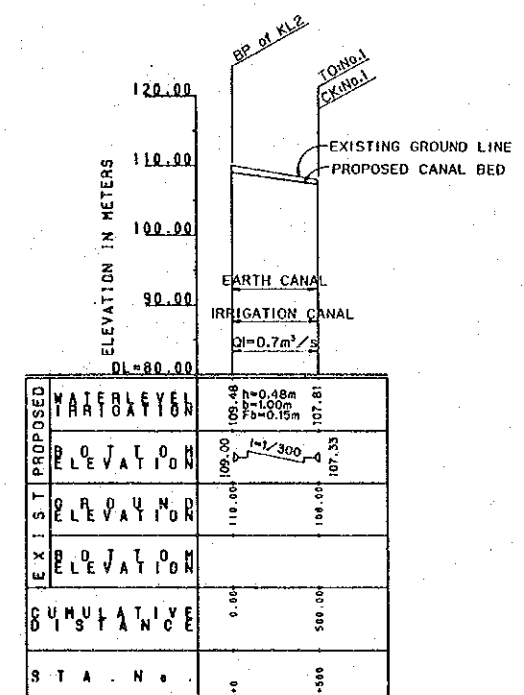 BP of KL2
TO:No.1
CK:No.1
120.00
EXISTING GROUND LINE
110.00
PROPOSED CANAL BED
ELEVATION IN METERS
100.00
EARTH CANAL
90.00
IRRIGATION CANAL
QI=0.7m³/s
DL=80.00
PROPOSED
WATERLEVEL
IRRIGATION
109.48
h=0.48m
b=1.00m
Fb=0.15m
107.81
BOTTOM
ELEVATION
109.00
I=1/300
107.33
EXIST
GROUND
ELEVATION
110.00
108.00
BOTTOM
ELEVATION
CUMULATIVE
DISTANCE
0.00
500.00
STA. No.
+0
+500